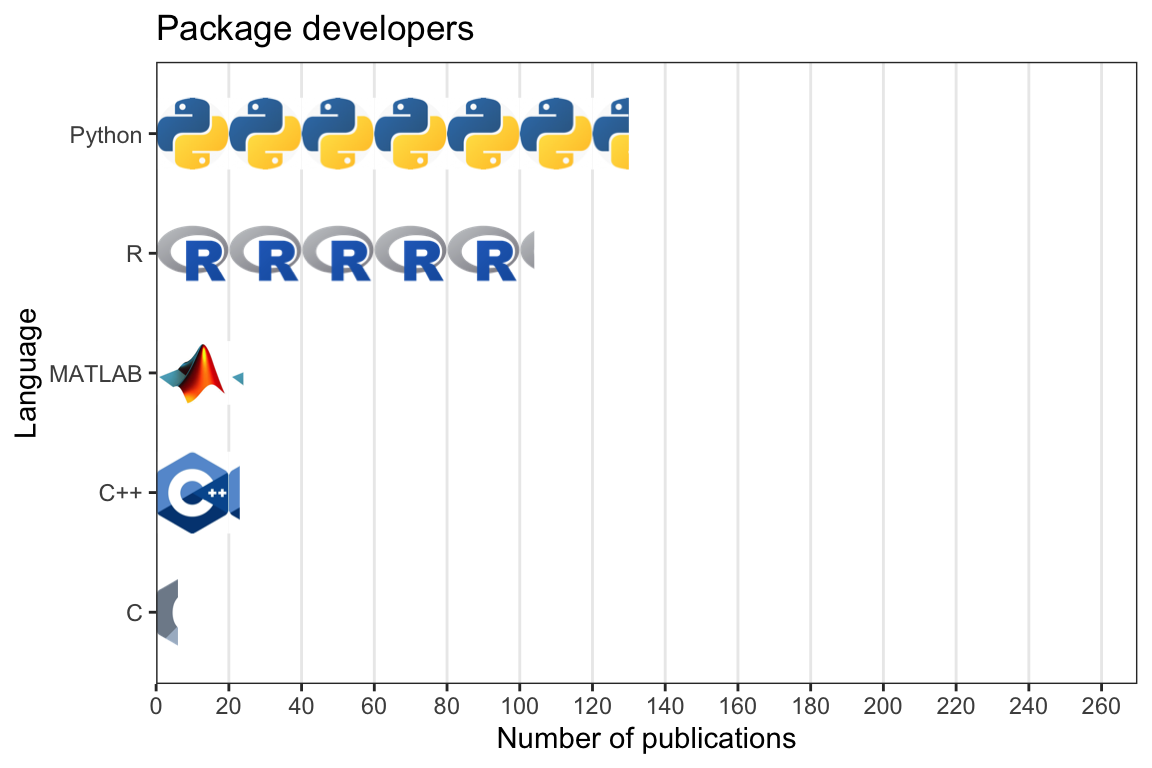 Package developers
Language
Python
R
MATLAB
C++
C
R R R R R
C++
0 20 40 60 80 100 120 140 160 180 200 220 240 260
Number of publications